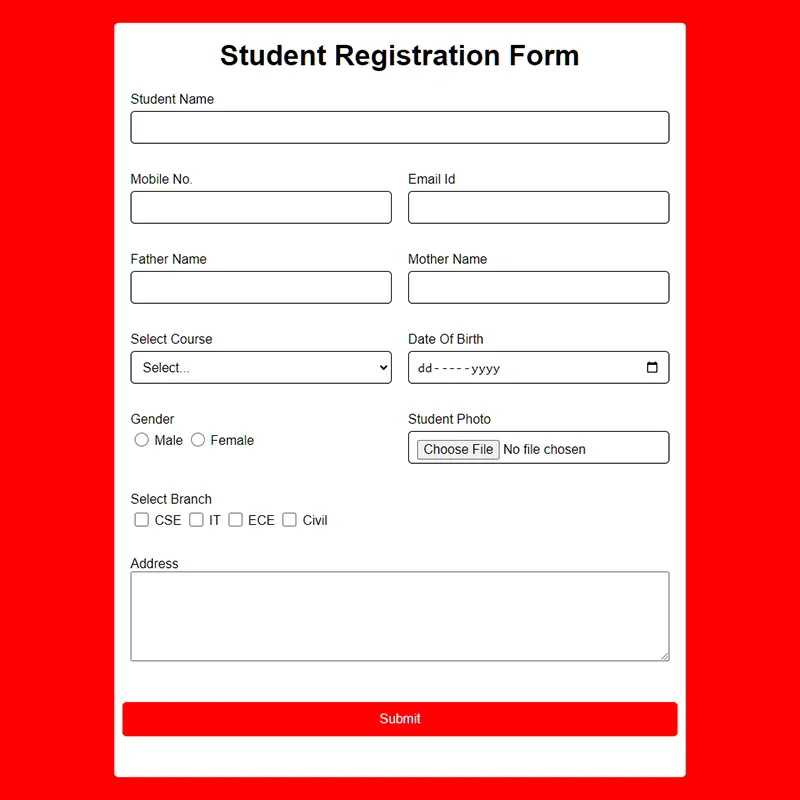 Student Registration Form
Student Name
Mobile No. Email Id
Father Name Mother Name
Select Course Date Of Birth
Select... dd-----yyyy
Gender Student Photo
Male Female Choose File No file chosen
Select Branch
CSE IT ECE Civil
Address
Submit